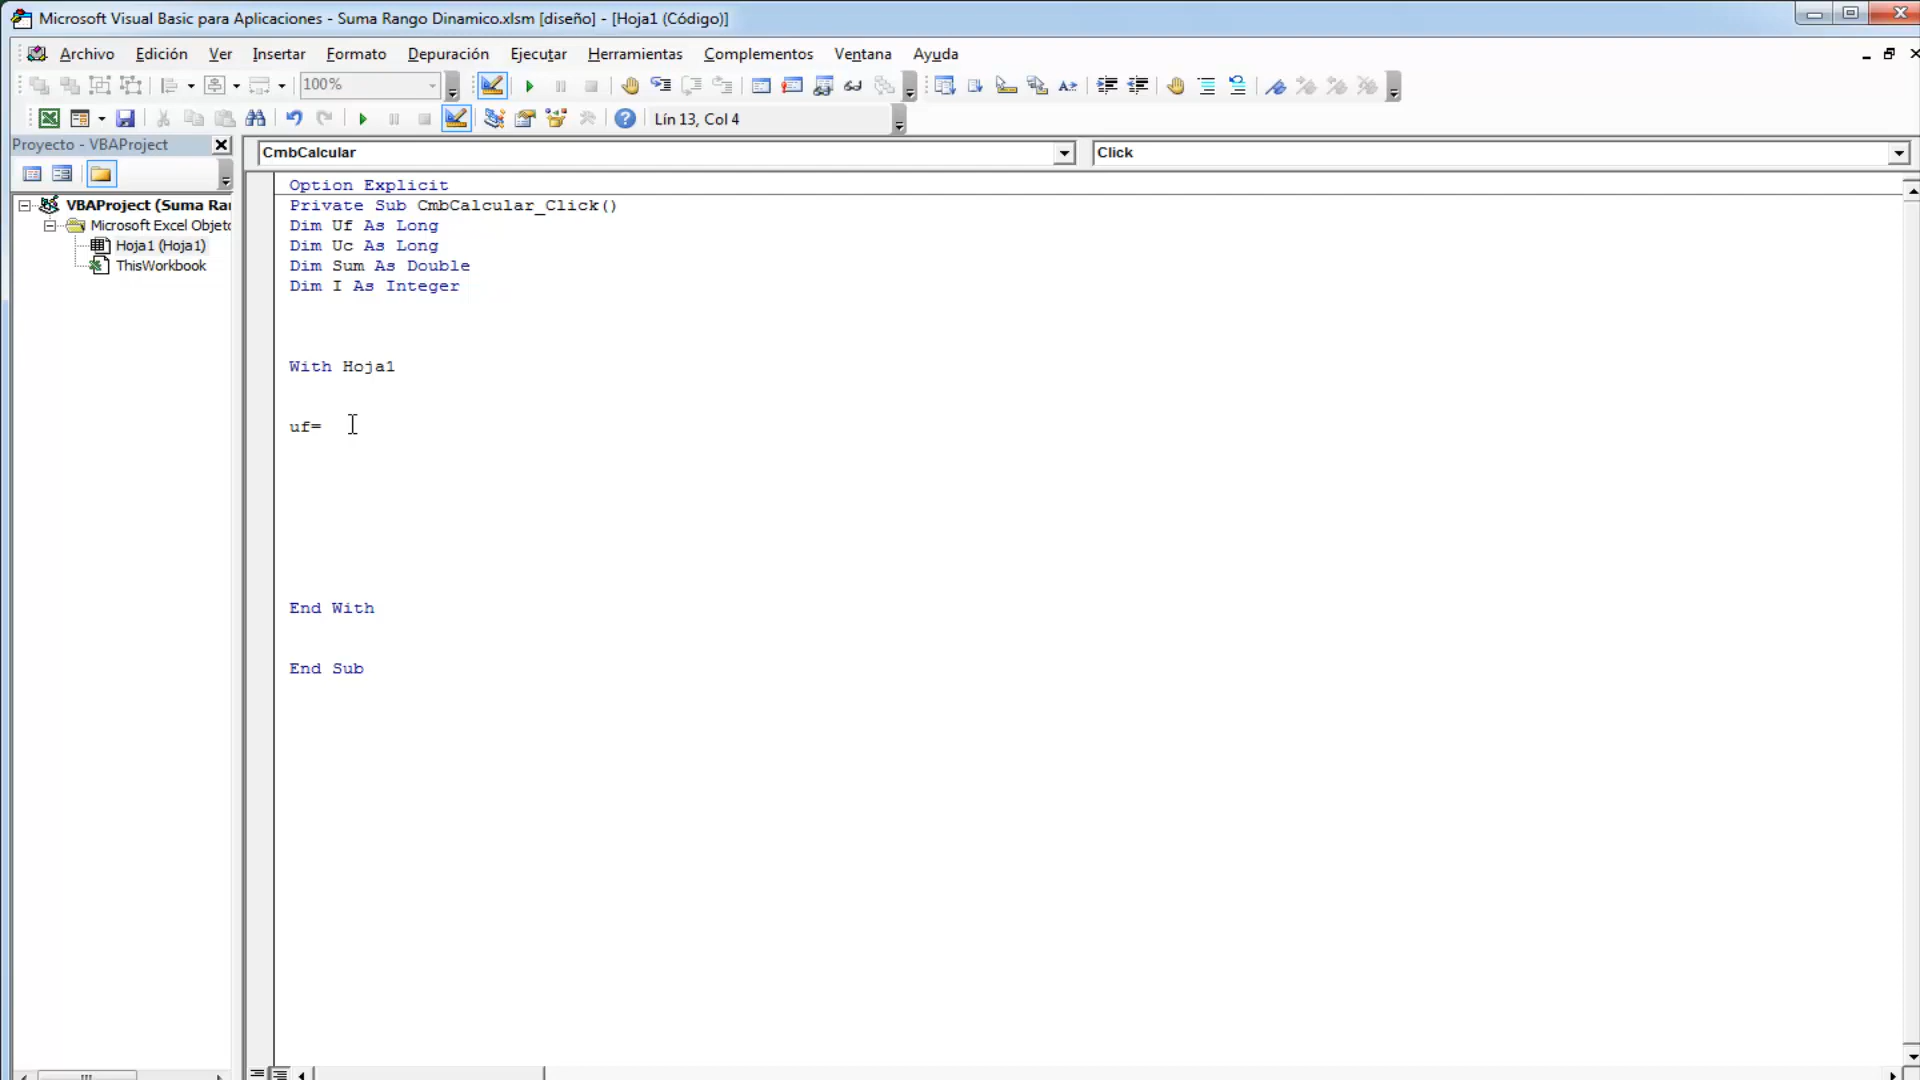 Microsoft Visual Basic para Aplicaciones - Suma Rango Dinamico.xlsm [diseño] - [Hoja1 (Código)]
Archivo Edición Ver Insertar Formato Depuración Ejecutar Herramientas Complementos Ventana Ayuda
100%
Lín 13, Col 4
Proyecto - VBAProject
CmbCalcular
Click
VBAProject (Suma Ra
Microsoft Excel Objet
Hoja1 (Hoja1)
ThisWorkbook
Option Explicit
Private Sub CmbCalcular_Click()
Dim Uf As Long
Dim Uc As Long
Dim Sum As Double
Dim I As Integer
With Hoja1
uf=
End With
End Sub